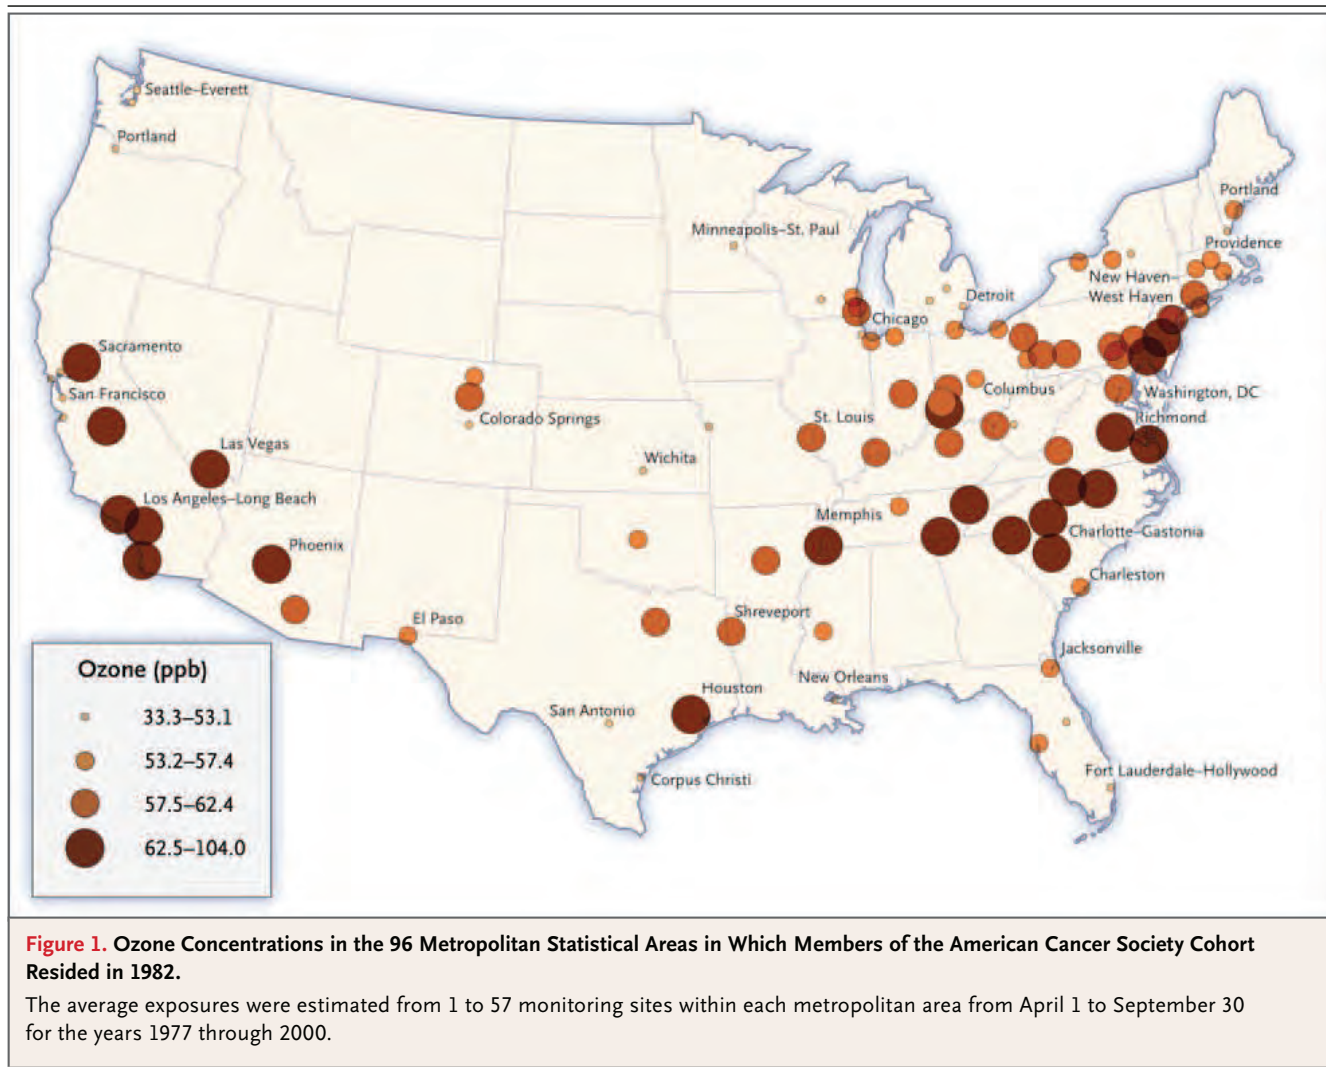 Seattle–Everett
Portland
Portland
Minneapolis–St. Paul
Providence
New Haven–
West Haven
Detroit
Chicago
Sacramento
San Francisco
Colorado Springs
Columbus
Washington, DC
St. Louis
Richmond
Las Vegas
Wichita
Los Angeles–Long Beach
Memphis
Charlotte–Gastonia
Phoenix
Charleston
El Paso
Shreveport
Jacksonville
New Orleans
Houston
San Antonio
Fort Lauderdale–Hollywood
Corpus Christi
Ozone (ppb)
33.3–53.1
53.2–57.4
57.5–62.4
62.5–104.0
Figure 1. Ozone Concentrations in the 96 Metropolitan Statistical Areas in Which Members of the American Cancer Society Cohort
Resided in 1982.
The average exposures were estimated from 1 to 57 monitoring sites within each metropolitan area from April 1 to September 30
for the years 1977 through 2000.